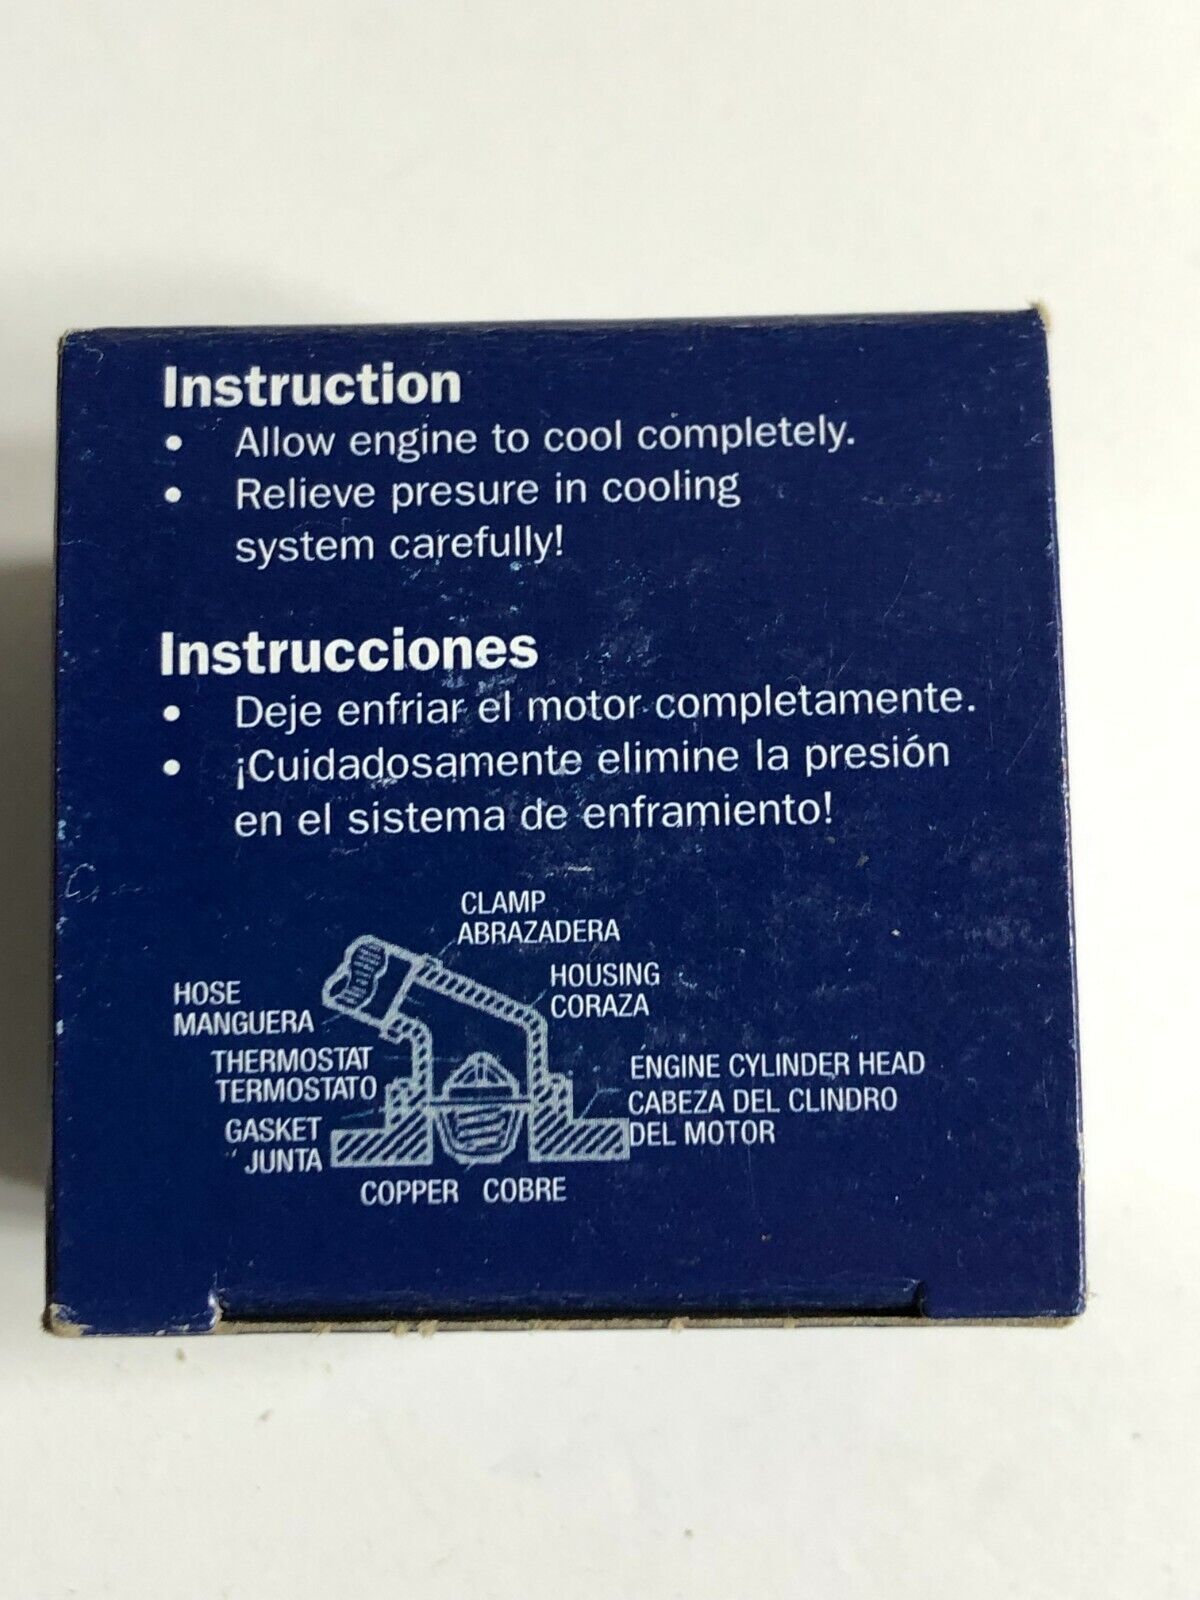 Instruction
• Allow engine to cool completely.
• Relieve presure in cooling
system carefully!
Instrucciones
• Deje enfriar el motor completamente.
• ¡Cuidadosamente elimine la presión
en el sistema de enframiento!
CLAMP
ABRAZADERA
HOUSING
CORAZA
HOSE
MANGUERA
THERMOSTAT
TERMOSTATO
ENGINE CYLINDER HEAD
CABEZA DEL CLINDRO
DEL MOTOR
GASKET
JUNTA
COPPER COBRE